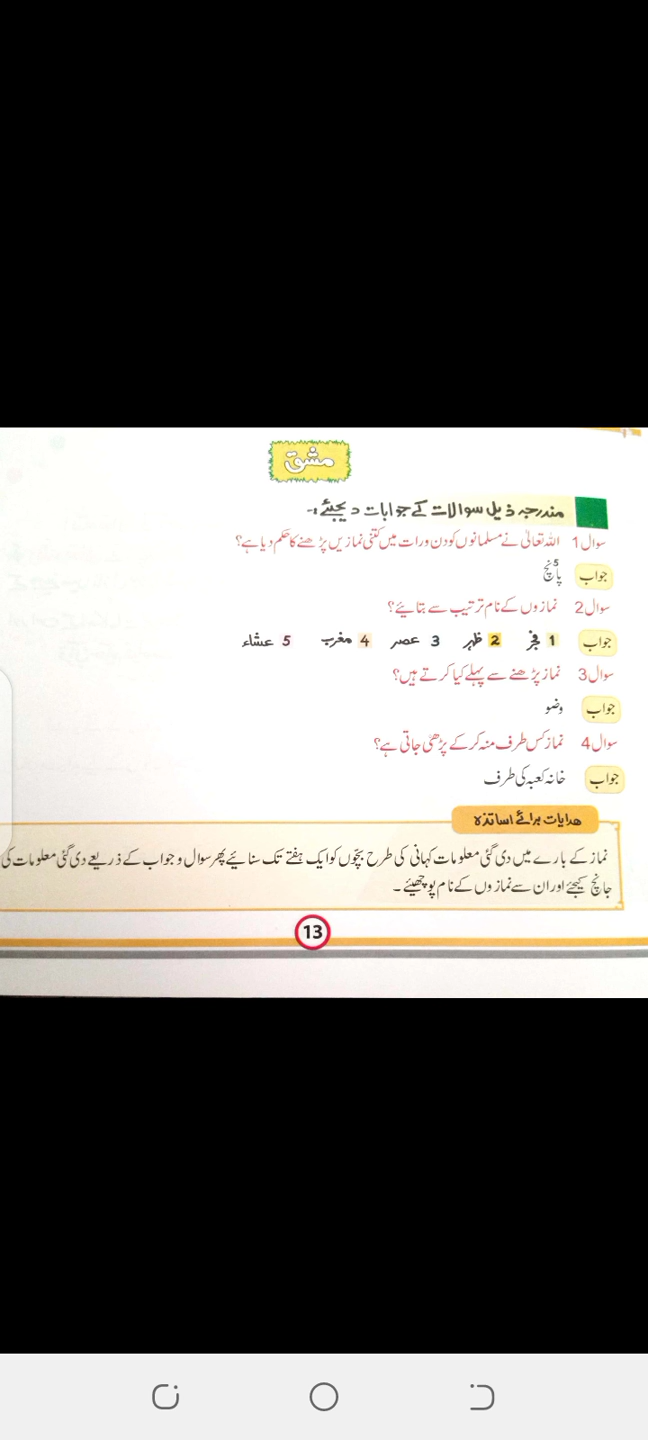 مشق
مندرجہ ذیل سوالات کے جوابات دیجئے :-
سوال 1 اللہ تعالیٰ نے مسلمانوں کو دن ورات میں کتنی نمازیں پڑھنے کا حکم دیا ہے؟
جواب پانچ 5
سوال 2 نمازوں کے نام ترتیب سے بتائیے؟
جواب 1 فجر 2 ظہر 3 عصر 4 مغرب 5 عشاء
سوال 3 نماز پڑھنے سے پہلے کیا کرتے ہیں؟
جواب وضو
سوال 4 نماز کس طرف منہ کر کے پڑھی جاتی ہے؟
جواب خانہ کعبہ کی طرف
ھدایات برائے اساتذہ
نماز کے بارے میں دی گئی معلومات کہانی کی طرح بچّوں کو ایک ہفتے تک سنائیے پھر سوال و جواب کے ذریعے دی گئی معلومات کی
جانچ کیجئے اور ان سے نمازوں کے نام پوچھیئے ۔
13